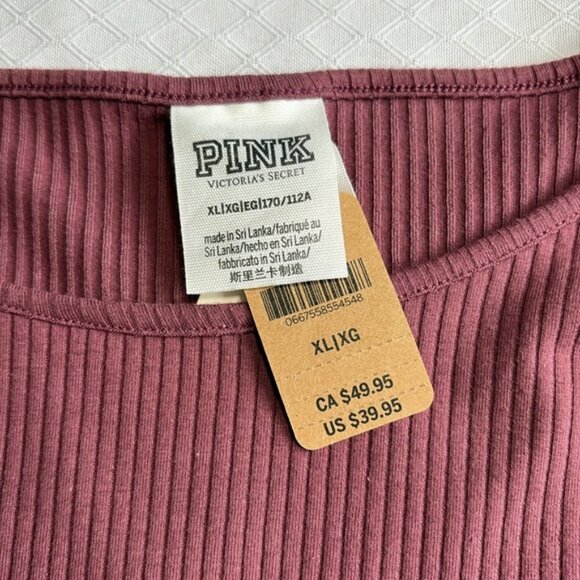 PINK
VICTORIA'S SECRET
XL|XG|EG|170/112A
made in Sri Lanka/fabriqué au
Sri Lanka/hecho en Sri Lanka/
fabbricato in Sri Lanka/
斯里兰卡制造
0667558554548
XL|XG
CA $49.95
US $39.95